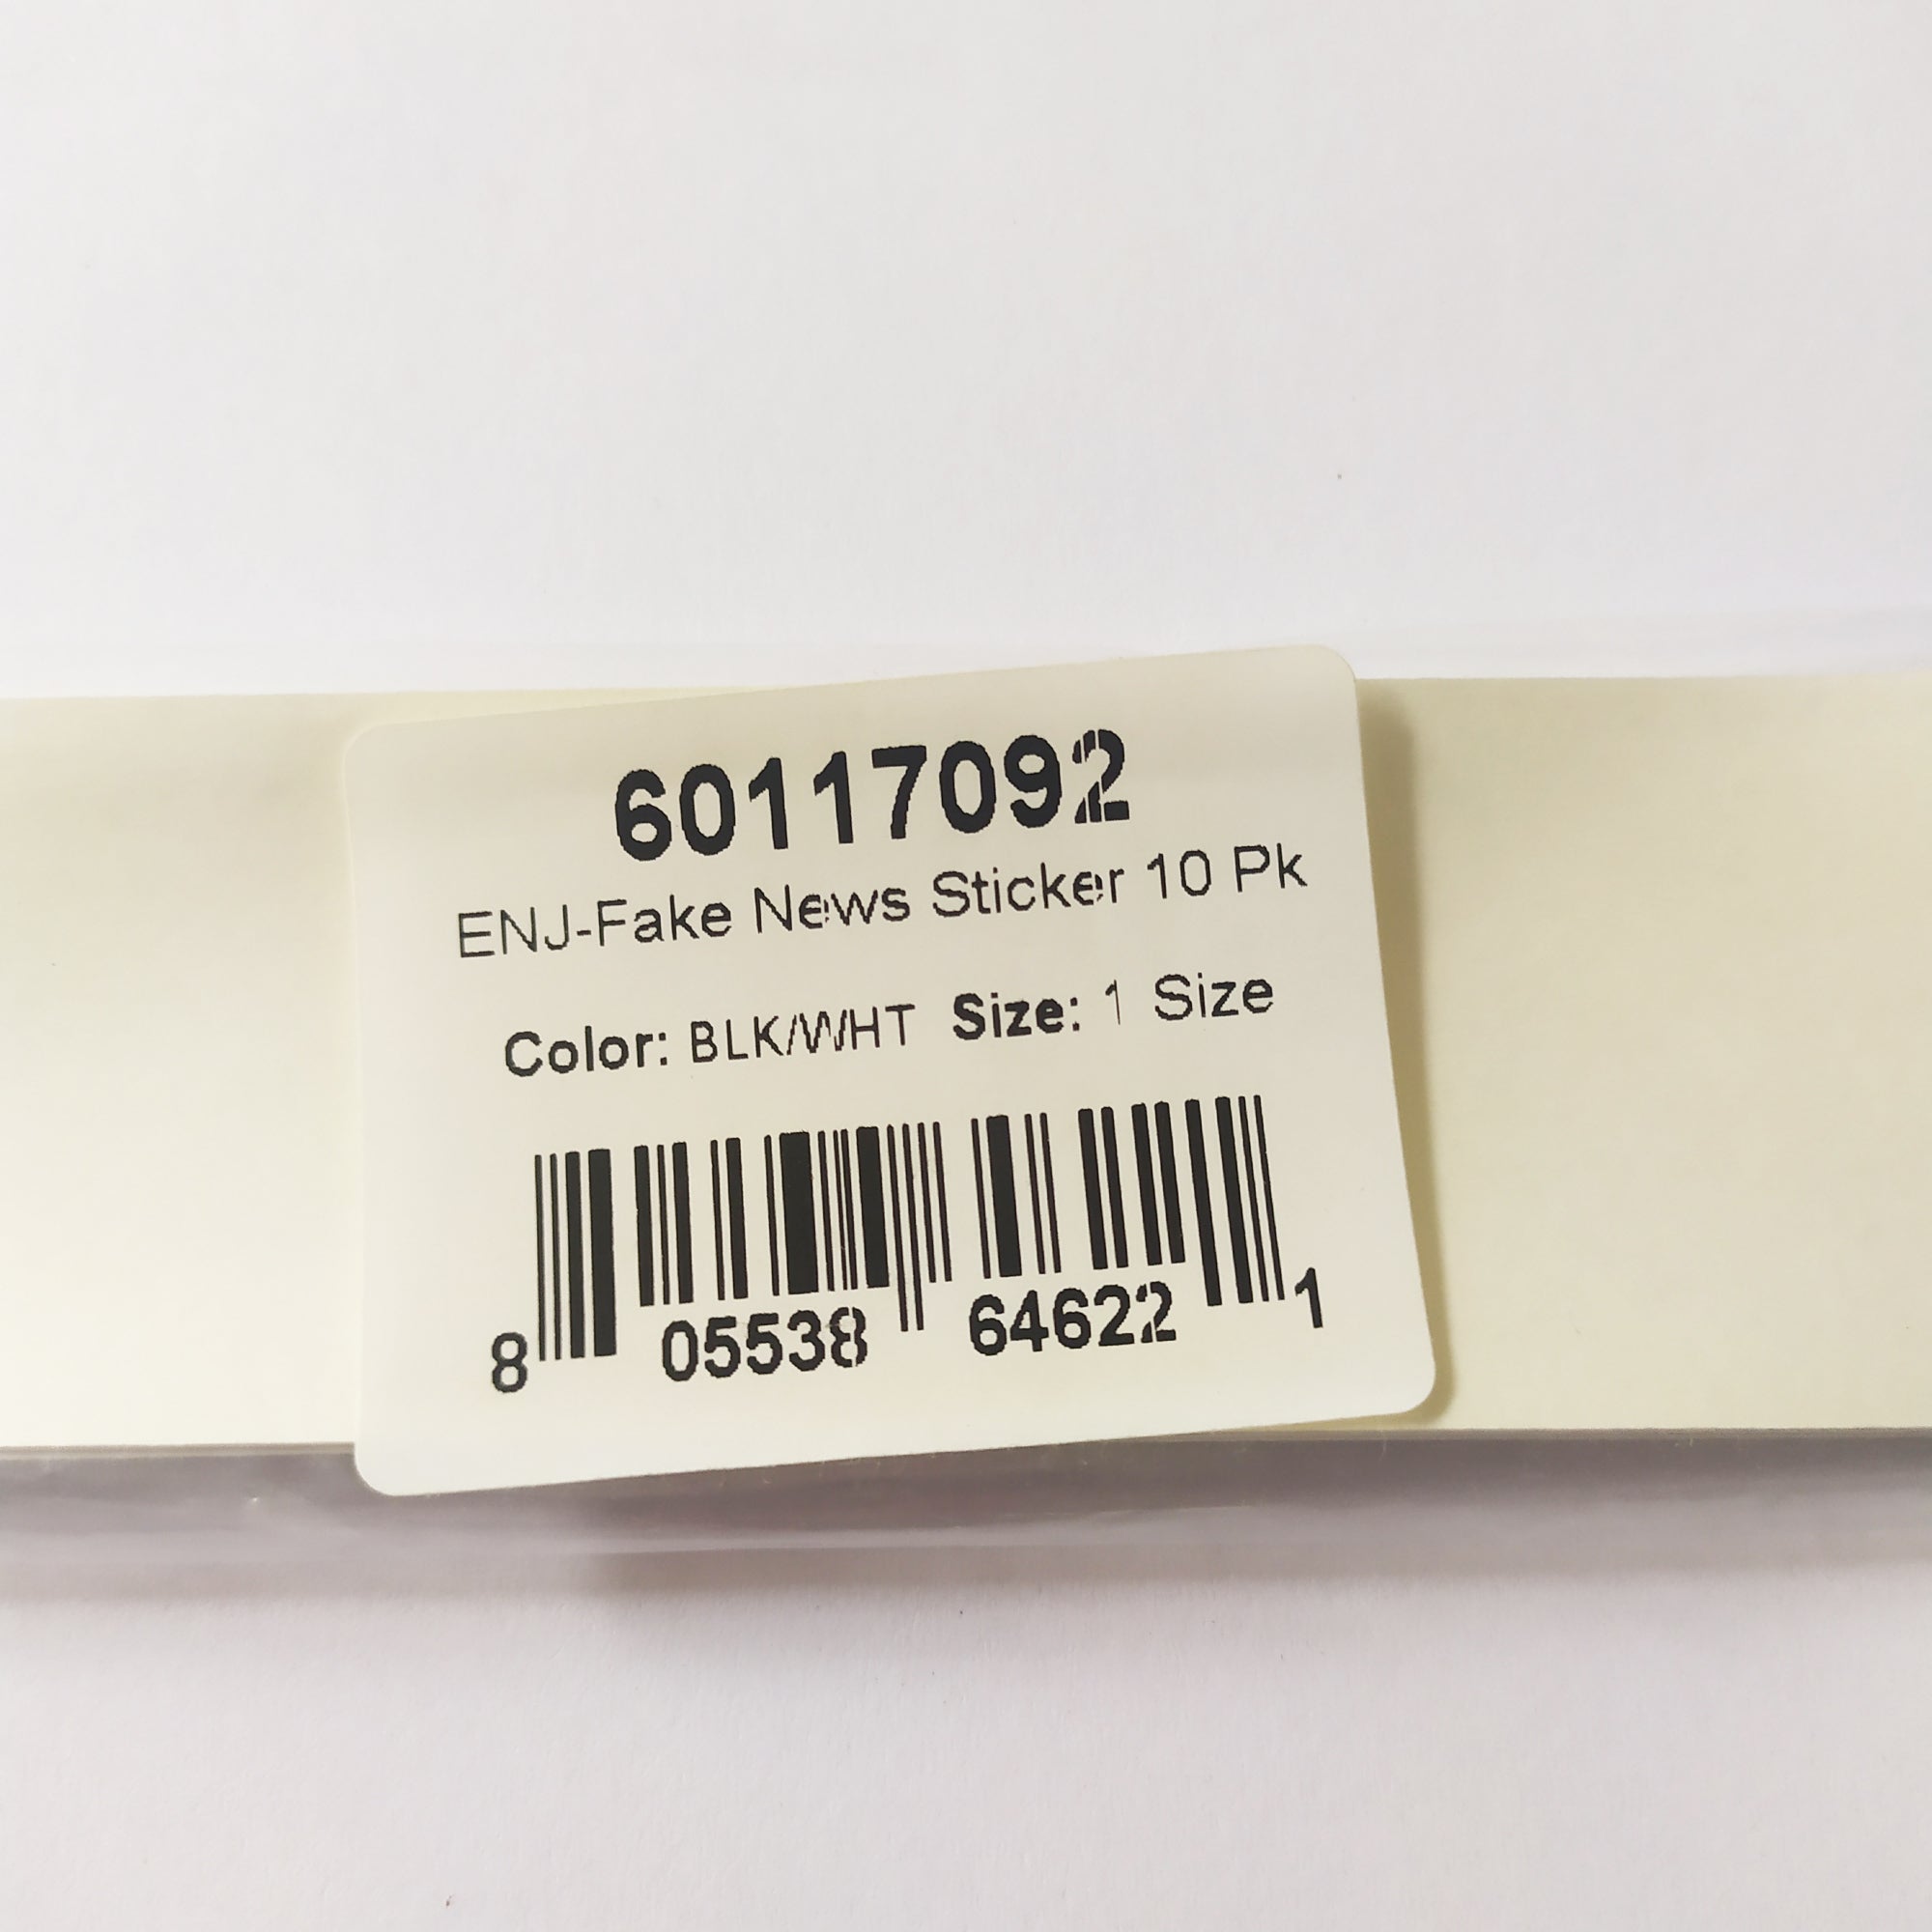 60117092
ENJ-Fake News Sticker 10 Pk
Color: BLK/WHT Size: 1 Size
8 05538 64622 1